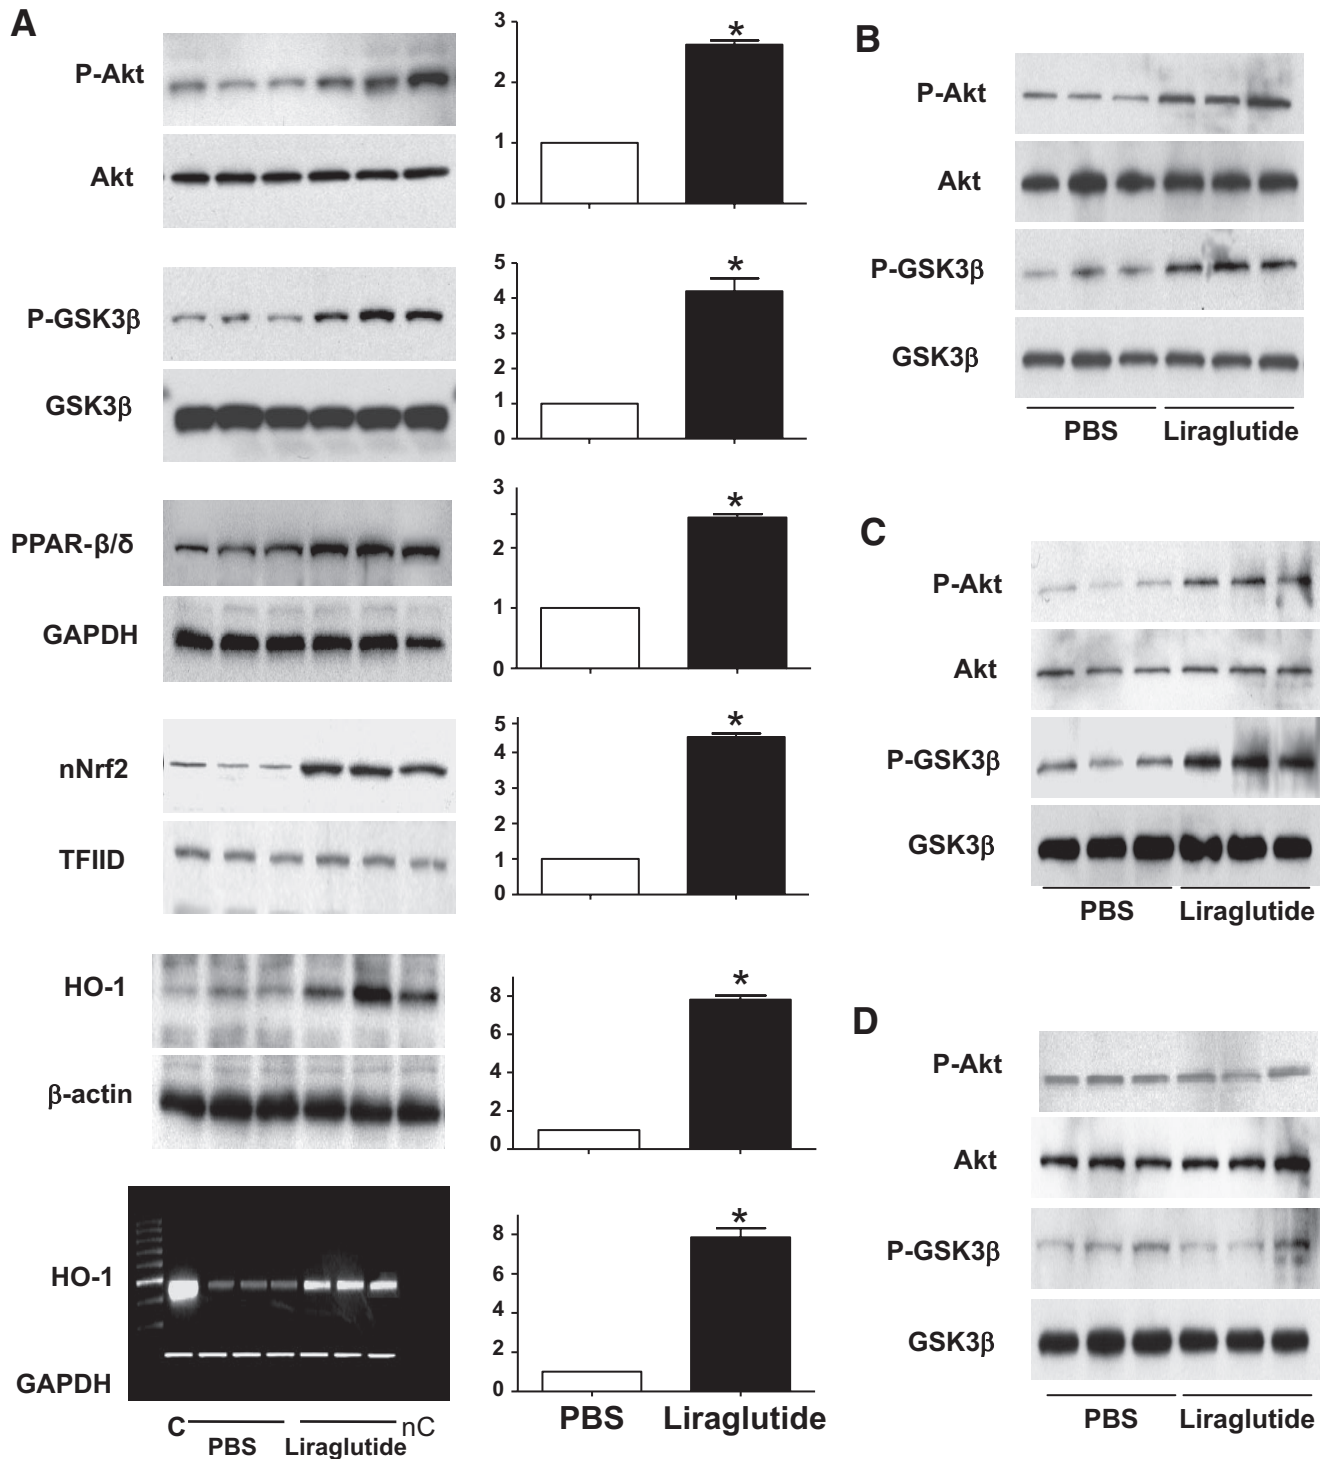 A
P-Akt
Akt
P-GSK3β
GSK3β
PPAR-β/δ
GAPDH
nNrf2
TFIID
HO-1
β-actin
HO-1
GAPDH
C
PBS
Liraglutide
nC
3
*
2
1
0
5
*
4
3
2
1
0
3
*
2
1
0
5
*
4
3
2
1
0
*
8
6
4
2
0
*
8
6
4
2
0
PBS Liraglutide
B
P-Akt
Akt
P-GSK3β
GSK3β
PBS Liraglutide
C
P-Akt
Akt
P-GSK3β
GSK3β
PBS Liraglutide
D
P-Akt
Akt
P-GSK3β
GSK3β
PBS Liraglutide